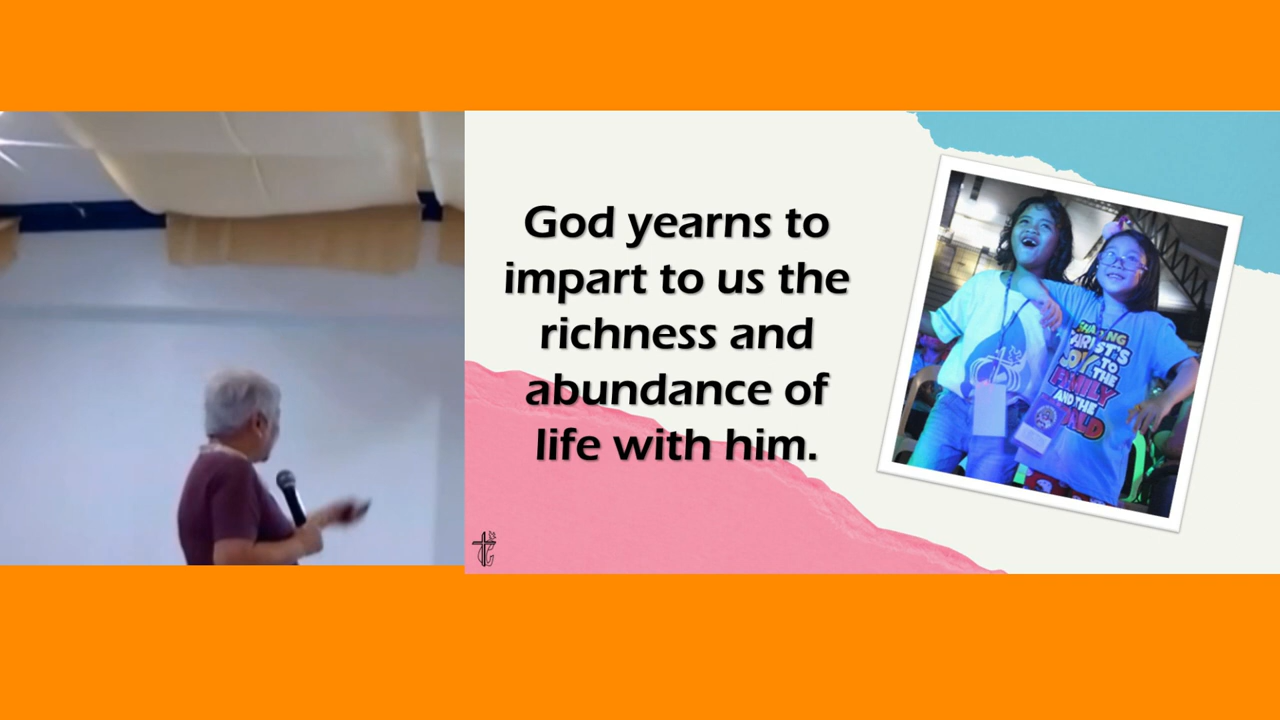 God yearns to
impart to us the
richness and
abundance of
life with him.
SHARING
CHRIST'S
JOY TO
THE
FAMILY
AND THE
WORLD